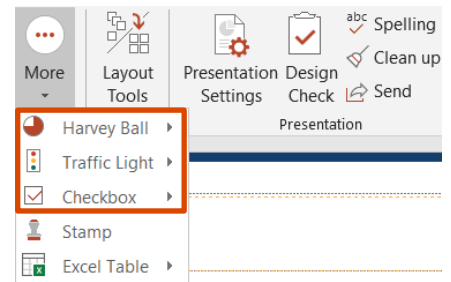 More
Layout
Tools
Presentation
Settings
Design
Check
abc Spelling
Clean up
Send
Presentation
Harvey Ball
Traffic Light
Checkbox
Stamp
Excel Table